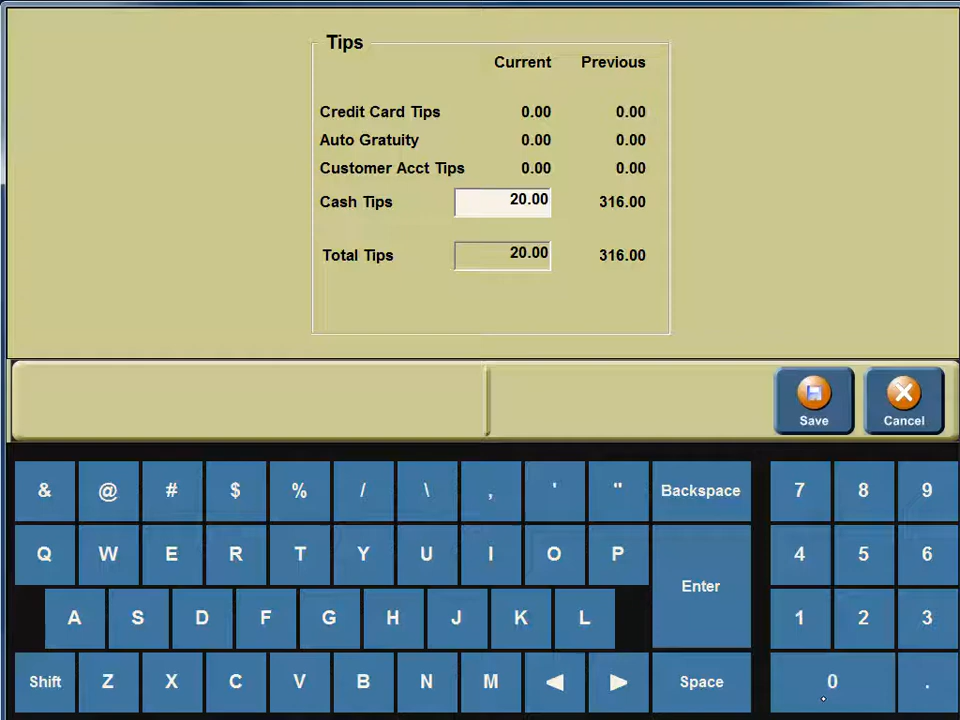 Tips
Current Previous
Credit Card Tips 0.00 0.00
Auto Gratuity 0.00 0.00
Customer Acct Tips 0.00 0.00
Cash Tips 20.00 316.00
Total Tips 20.00 316.00
Save Cancel
& @ # $ % / \ , ' " Backspace 7 8 9
Q W E R T Y U I O P 4 5 6
Enter
A S D F G H J K L 1 2 3
Shift Z X C V B N M ◀ ▶ Space 0 .